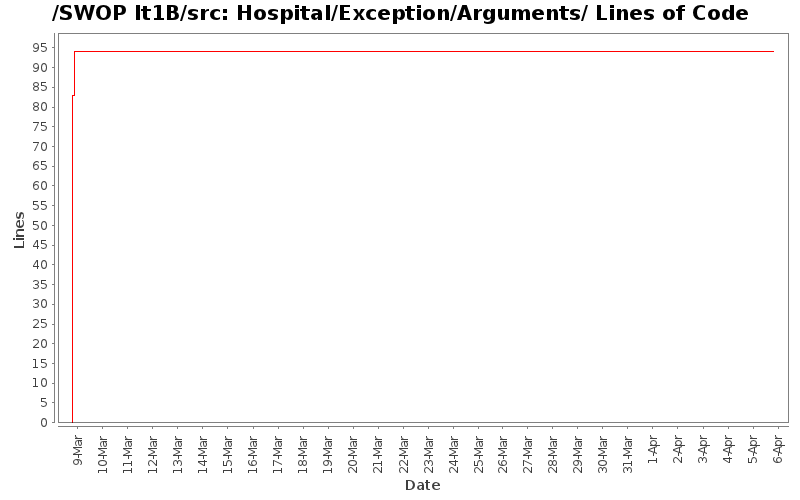 /SWOP It1B/src: Hospital/Exception/Arguments/ Lines of Code
95
90
85
80
75
70
65
60
55
50
45
40
35
30
25
20
15
10
5
0
Lines
9-Mar
10-Mar
11-Mar
12-Mar
13-Mar
14-Mar
15-Mar
16-Mar
17-Mar
18-Mar
19-Mar
20-Mar
21-Mar
22-Mar
23-Mar
24-Mar
25-Mar
26-Mar
27-Mar
28-Mar
29-Mar
30-Mar
31-Mar
1-Apr
2-Apr
3-Apr
4-Apr
5-Apr
6-Apr
Date